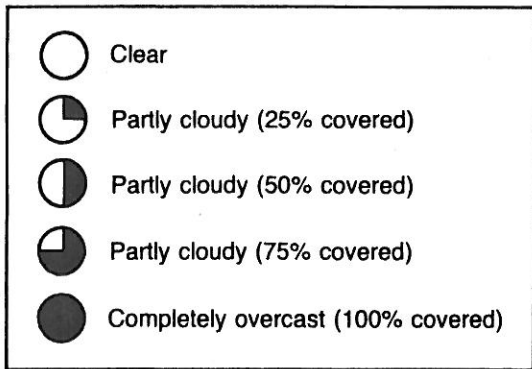 Clear
Partly cloudy (25% covered)
Partly cloudy (50% covered)
Partly cloudy (75% covered)
Completely overcast (100% covered)